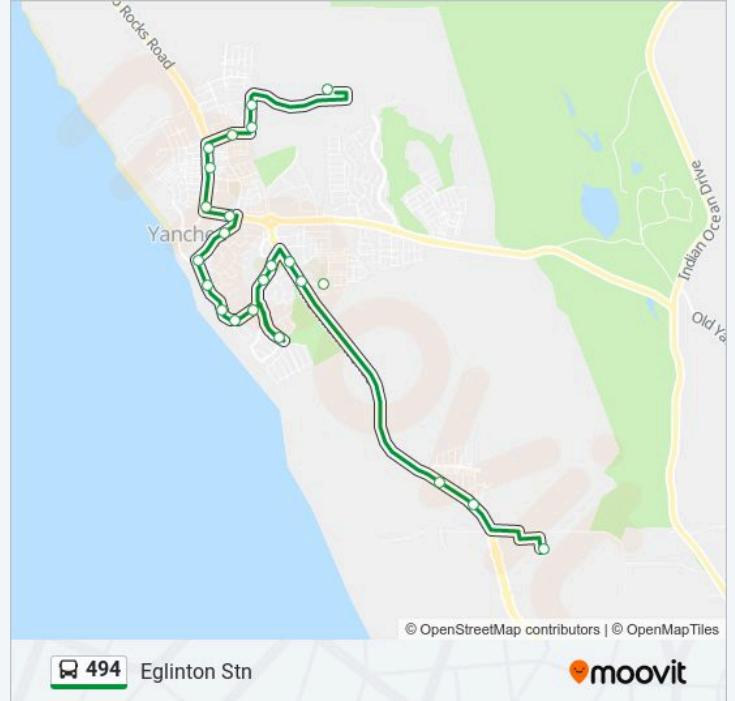 o Rocks Road
Yanche
Indian Ocean Drive
Old Ya
© OpenStreetMap contributors | © OpenMapTiles
494
Eglinton Stn
moovit